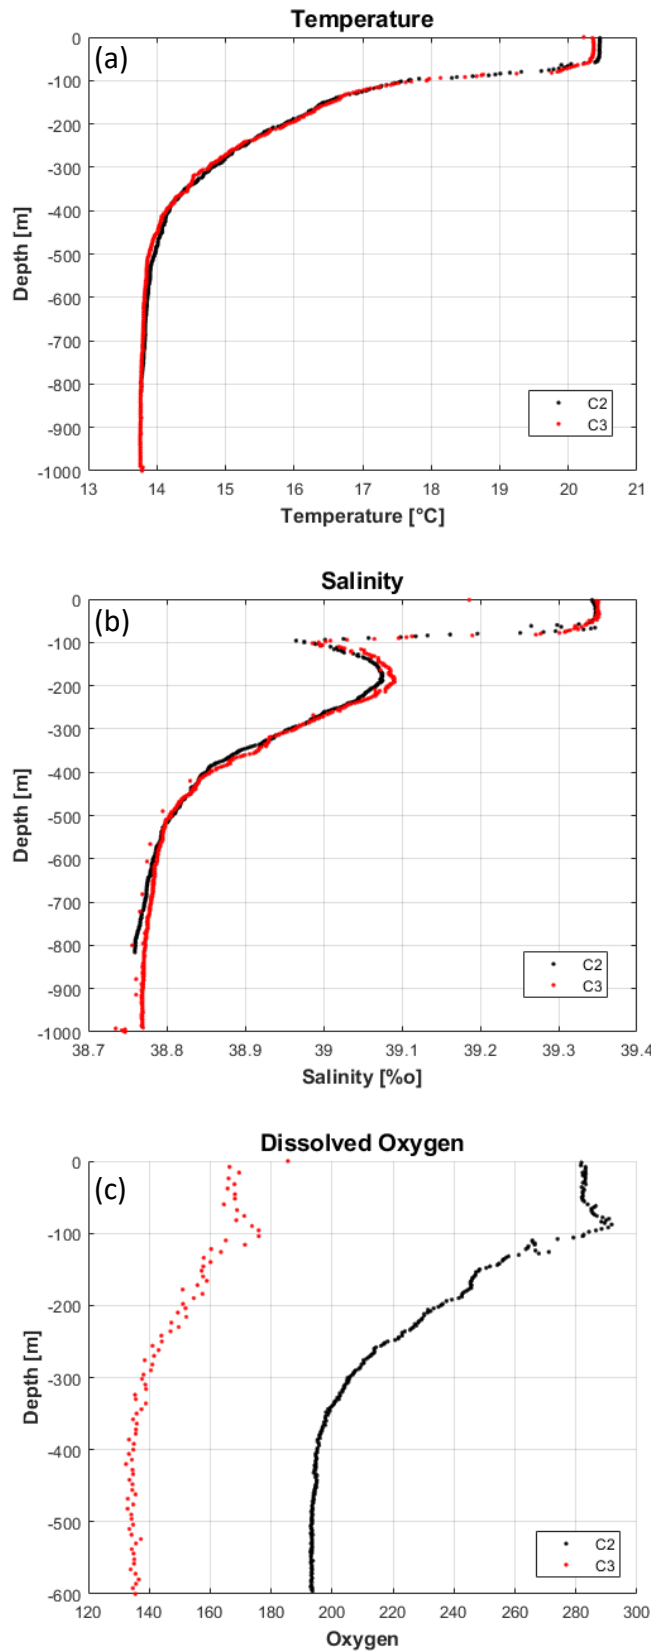 Temperature
(a)
0
-100
-200
-300
-400
-500
-600
-700
-800
-900
-1000
Depth [m]
C2
C3
13 14 15 16 17 18 19 20 21
Temperature [°C]
Salinity
(b)
0
-100
-200
-300
-400
-500
-600
-700
-800
-900
-1000
Depth [m]
C2
C3
38.7 38.8 38.9 39 39.1 39.2 39.3 39.4
Salinity [%o]
Dissolved Oxygen
(c)
0
-100
-200
-300
-400
-500
-600
Depth [m]
C2
C3
120 140 160 180 200 220 240 260 280 300
Oxygen